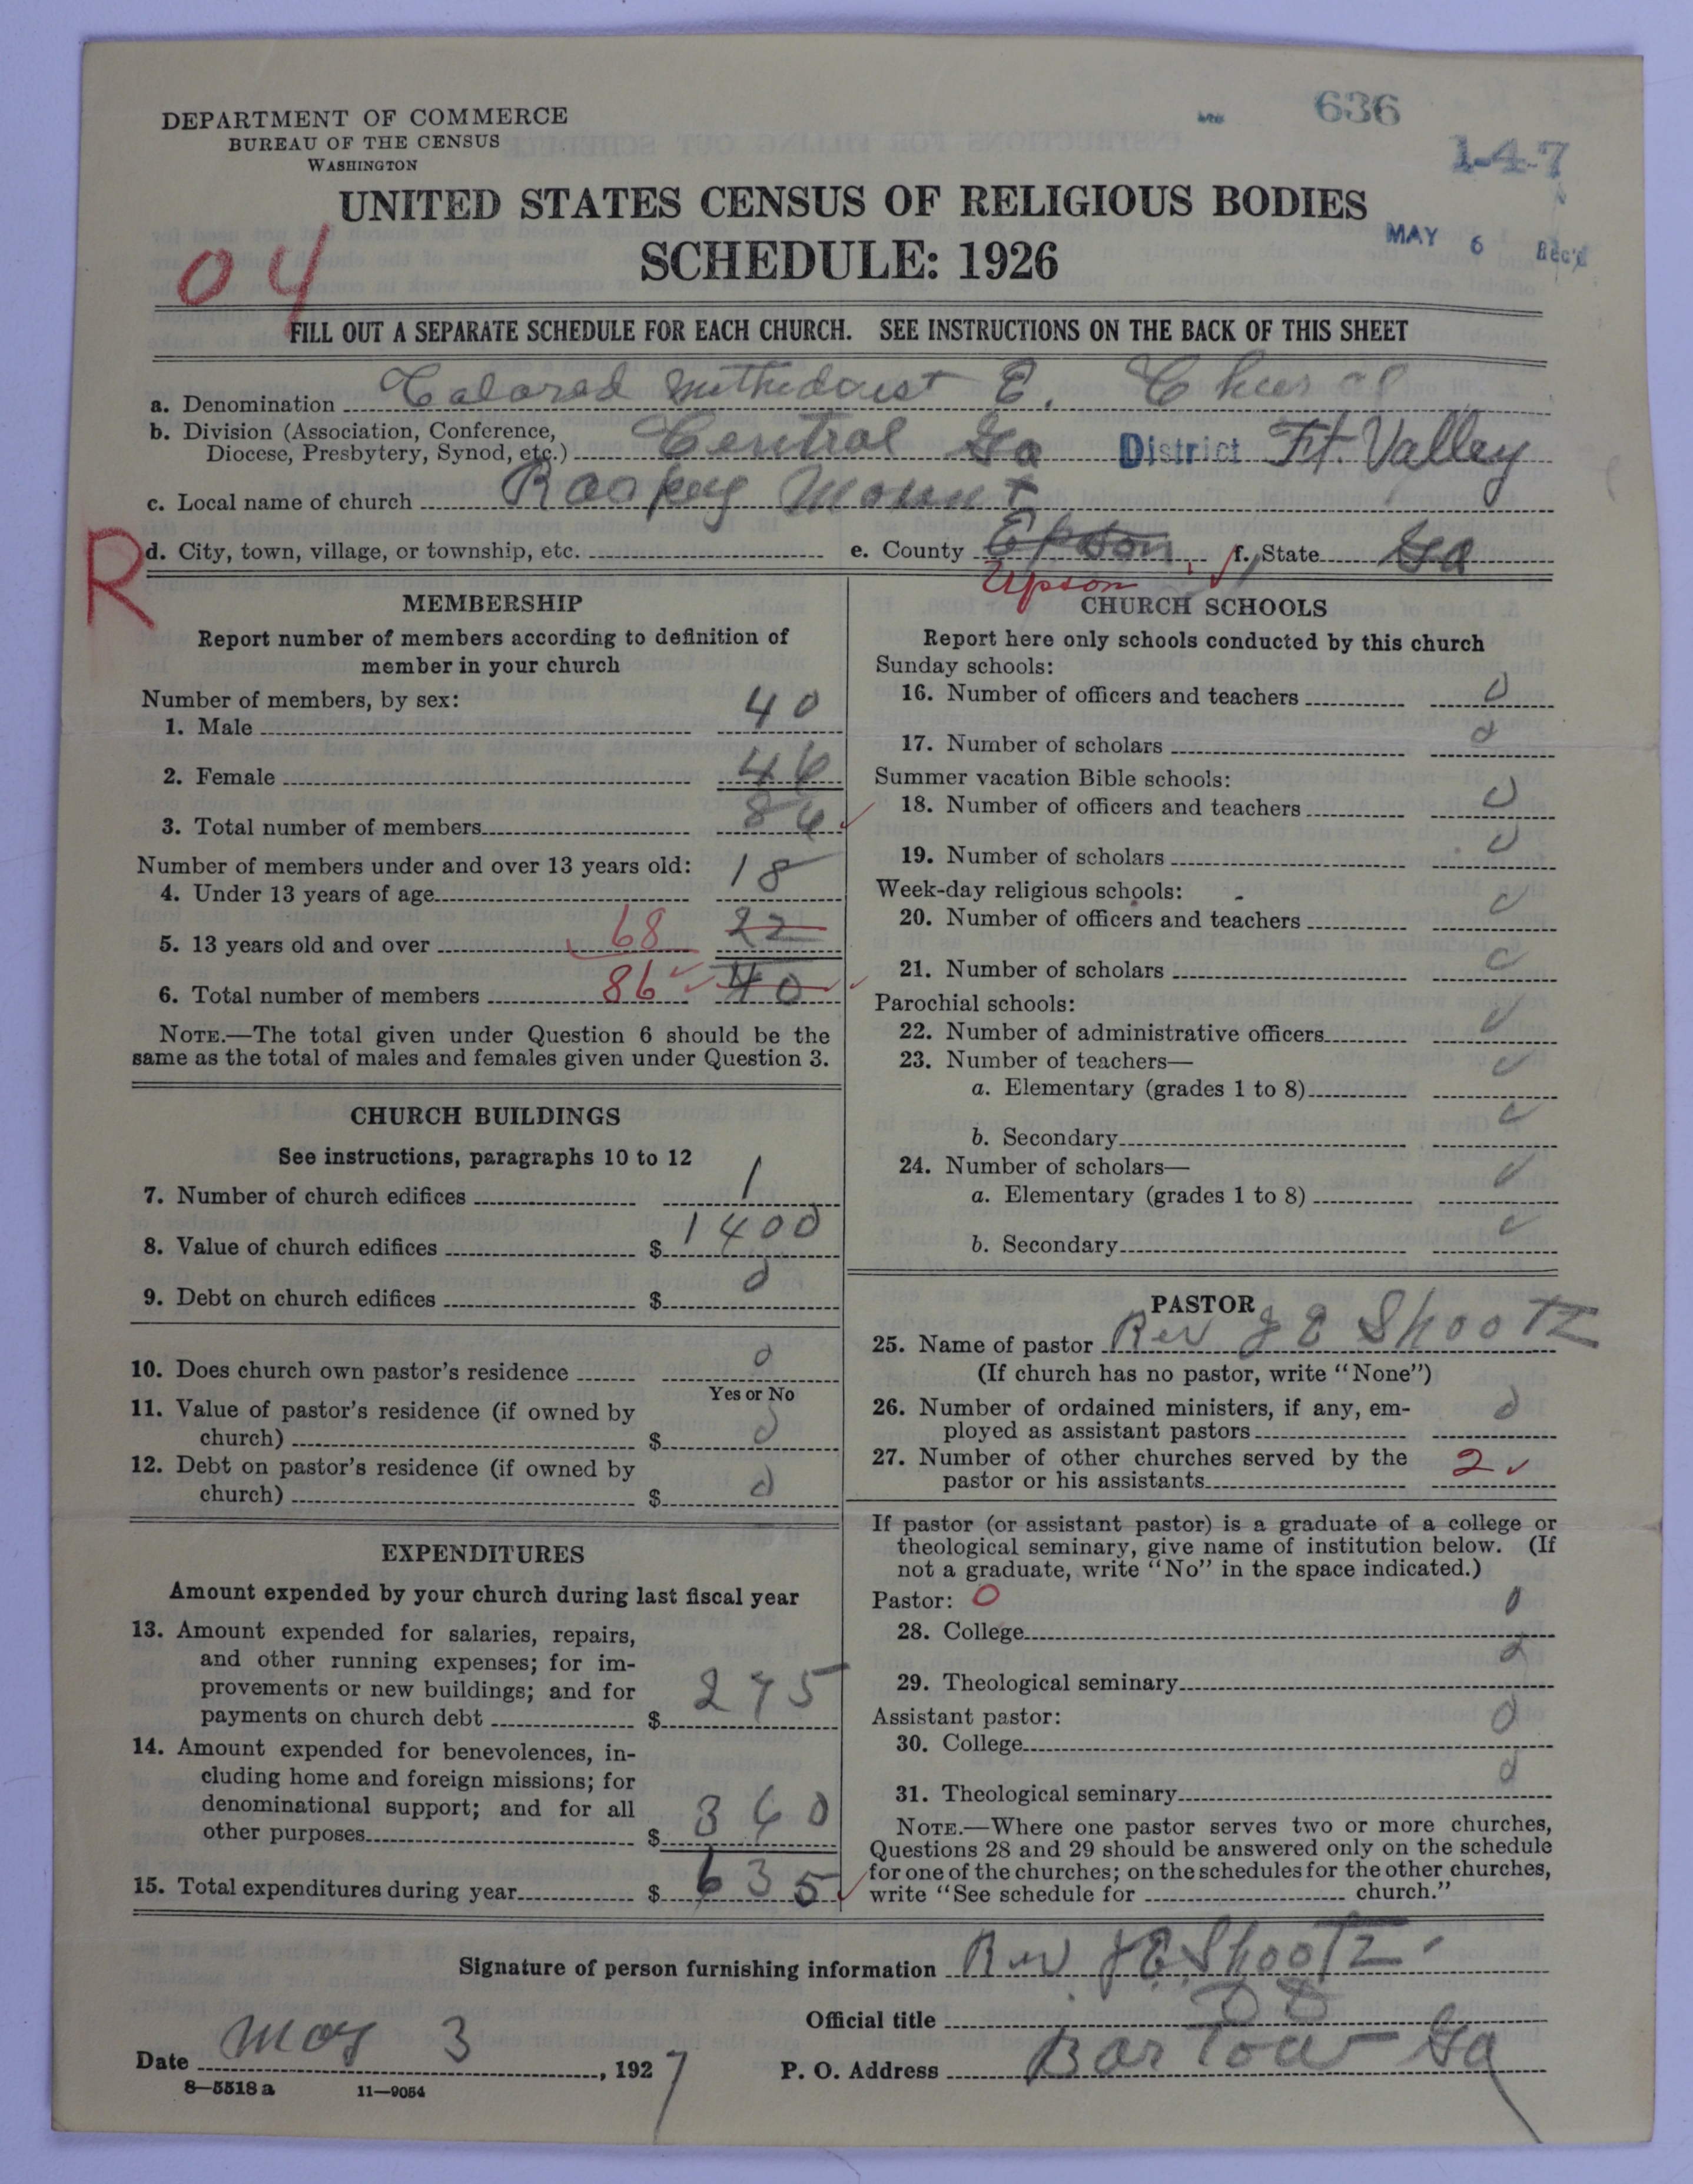 636
1-4-7
DEPARTMENT OF COMMERCE
BUREAU OF THE CENSUS
WASHINGTON
UNITED STATES CENSUS OF RELIGIOUS BODIES
SCHEDULE: 1926
MAY 6 Rec'd
04
FILL OUT A SEPARATE SCHEDULE FOR EACH CHURCH. SEE INSTRUCTIONS ON THE BACK OF THIS SHEET
a. Denomination Colored Methodist E. Church
b. Division (Association, Conference,
Diocese, Presbytery, Synod, etc.) Central Ga District Ft. Valley
c. Local name of church Mount
R
d. City, town, village, or township, etc. e. County Epson f. State Ga
Upson
MEMBERSHIP
Report number of members according to definition of
member in your church
Number of members, by sex:
1. Male 40
2. Female 46
3. Total number of members 86
Number of members under and over 13 years old:
4. Under 13 years of age 18
5. 13 years old and over 68 22
6. Total number of members 86 40
NOTE.—The total given under Question 6 should be the
same as the total of males and females given under Question 3.
CHURCH BUILDINGS
See instructions, paragraphs 10 to 12
7. Number of church edifices 1
8. Value of church edifices $ 1400
9. Debt on church edifices $ 0
10. Does church own pastor's residence 0
Yes or No
11. Value of pastor's residence (if owned by
church) $ 0
12. Debt on pastor's residence (if owned by
church) $ 0
EXPENDITURES
Amount expended by your church during last fiscal year
13. Amount expended for salaries, repairs,
and other running expenses; for im-
provements or new buildings; and for
payments on church debt $ 275
14. Amount expended for benevolences, in-
cluding home and foreign missions; for
denominational support; and for all
other purposes $ 360
15. Total expenditures during year $ 635
CHURCH SCHOOLS
Report here only schools conducted by this church
Sunday schools:
16. Number of officers and teachers 0
17. Number of scholars 0
Summer vacation Bible schools:
18. Number of officers and teachers 0
19. Number of scholars 0
Week-day religious schools:
20. Number of officers and teachers 0
21. Number of scholars 0
Parochial schools:
22. Number of administrative officers 0
23. Number of teachers—
a. Elementary (grades 1 to 8) 0
b. Secondary 0
24. Number of scholars—
a. Elementary (grades 1 to 8) 0
b. Secondary 0
PASTOR
25. Name of pastor Rev J E Shootz
(If church has no pastor, write "None")
26. Number of ordained ministers, if any, em-
ployed as assistant pastors 0
27. Number of other churches served by the
pastor or his assistants 2
If pastor (or assistant pastor) is a graduate of a college or
theological seminary, give name of institution below. (If
not a graduate, write "No" in the space indicated.)
Pastor: 0
28. College 0
29. Theological seminary 0
Assistant pastor:
30. College 0
31. Theological seminary 0
NOTE.—Where one pastor serves two or more churches,
Questions 28 and 29 should be answered only on the schedule
for one of the churches; on the schedules for the other churches,
write "See schedule for church."
Signature of person furnishing information Rev J E Shootz
Official title DD
Date May 3, 1927 P. O. Address Bartow Ga
8—5518 a 11—9054